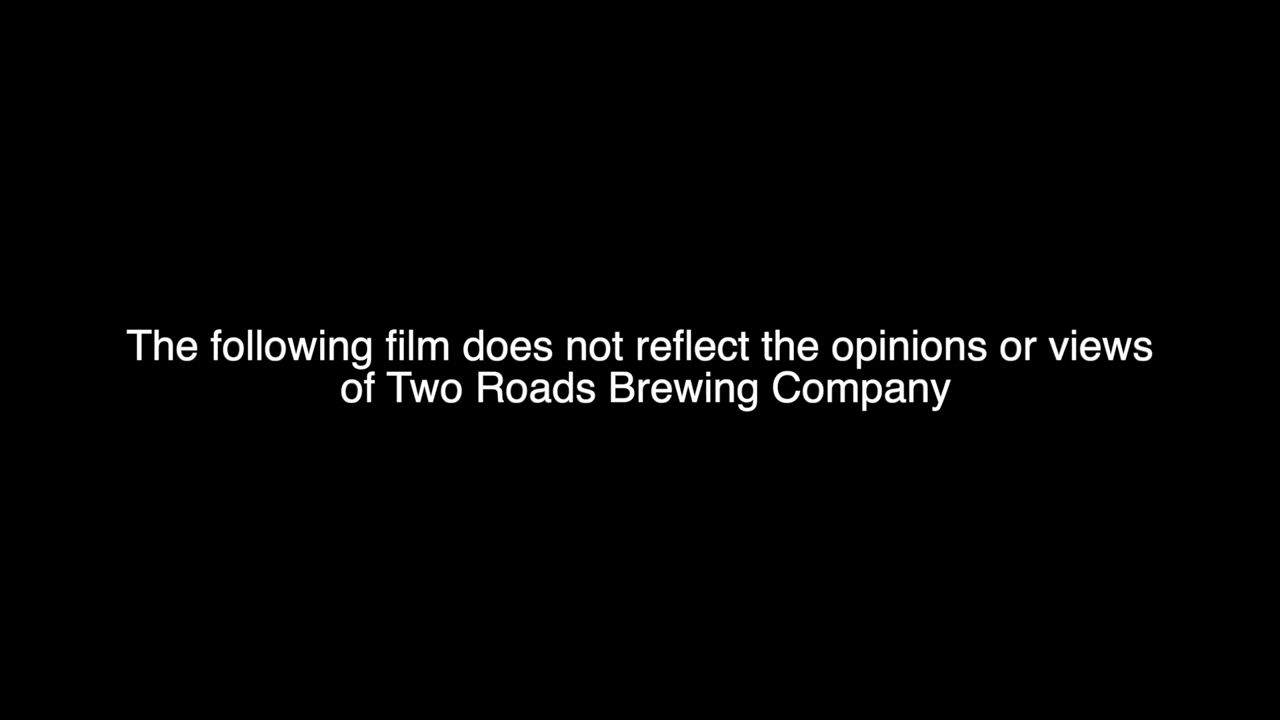 The following film does not reflect the opinions or views
of Two Roads Brewing Company